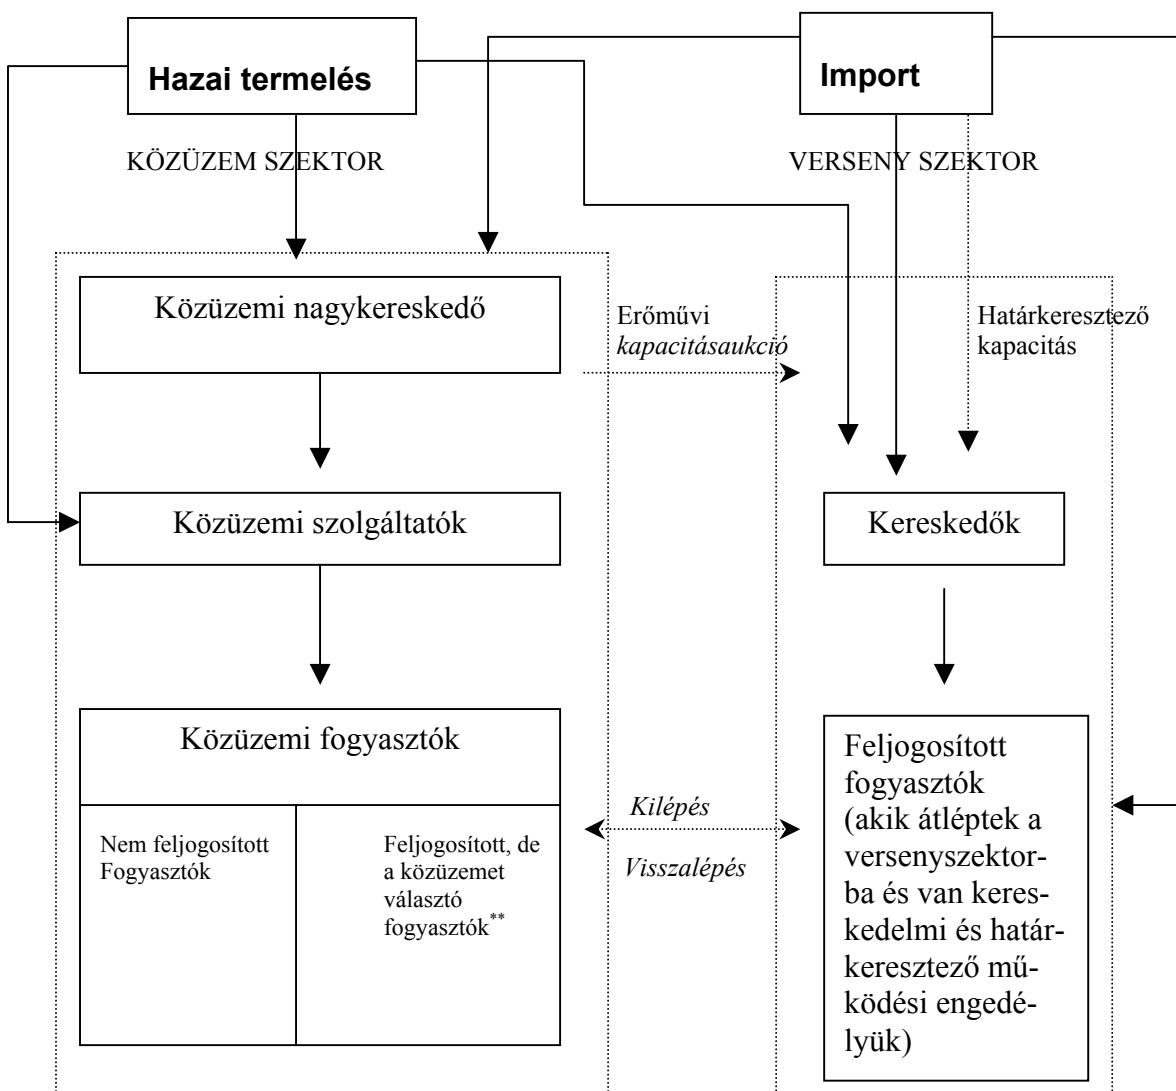 Hazai termelés
Import
KÖZÜZEM SZEKTOR
VERSENY SZEKTOR
Közüzemi nagykereskedő
Erőművi
kapacitásaukció
Határkeresztező
kapacitás
Közüzemi szolgáltatók
Kereskedők
Közüzemi fogyasztók
Nem feljogosított
Fogyasztók
Feljogosított, de
a közüzemet
választó
fogyasztók**
Kilépés
Visszalépés
Feljogosított
fogyasztók
(akik átléptek a
versenyszektor-
ba és van keres-
kedelmi és határ-
keresztező mű-
ködési engedé-
lyük)